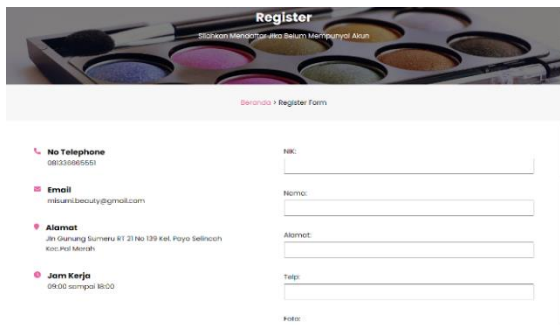 Register
Silahkan Mendaftar Jika Belum Mempunyai Akun
Beranda > Register Form
No Telephone
081336865551
Email
misumi.beauty@gmail.com
Alamat
Jln Gunung Sumeru RT 21 No 139 Kel. Payo Selincah
Kec.Pal Merah
Jam Kerja
09:00 sampai 18:00
NIK:
Nama:
Alamat:
Telp:
Foto: